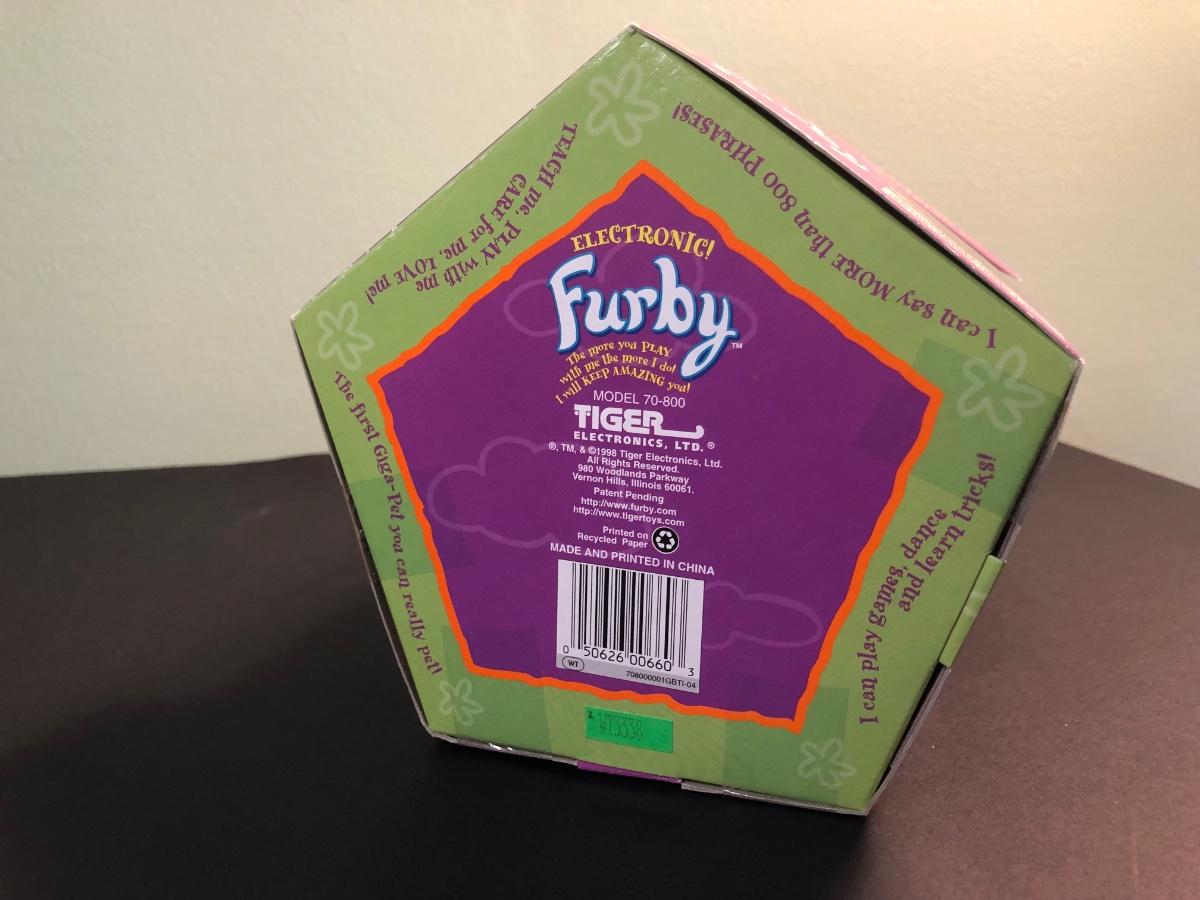 I can say MORE than 800 PHRASES!
TEACH me, PLAY with me
CARE for me, LOVE me!
ELECTRONIC!
Furby™
The more you PLAY
with me the more I do!
I will KEEP AMAZING you!
MODEL 70-800
TIGER
ELECTRONICS, LTD.®
®, TM, & ©1998 Tiger Electronics, Ltd.
All Rights Reserved.
980 Woodlands Parkway
Vernon Hills, Illinois 60061.
Patent Pending
http://www.furby.com
http://www.tigertoys.com
Printed on
Recycled Paper
MADE AND PRINTED IN CHINA
0 50626 00660 3
WT
708000001GBTI-04
The first Giga-Pet you can really pet!
I can play games, dance
and learn tricks!
2 WT3338